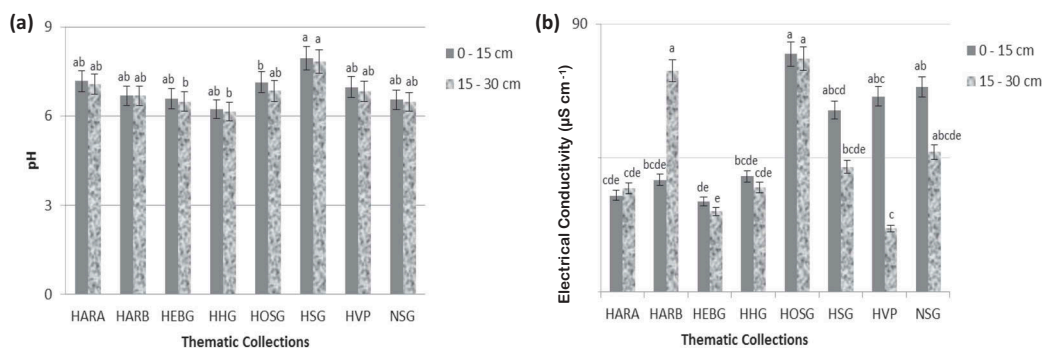 (a)
9
6
3
0
pH
ab ab
ab ab
ab b
ab b
b ab
a a
ab ab
ab ab
HARA HARB HEBG HHG HOSG HSG HVP NSG
Thematic Collections
0 - 15 cm
15 - 30 cm
(b)
90
Electrical Conductivity (µS cm⁻¹)
cde cde
bcde a
de e
bcde cde
a a
abcd bcde
abc c
ab abcde
HARA HARB HEBG HHG HOSG HSG HVP NSG
Thematic Collections
0 - 15 cm
15 - 30 cm